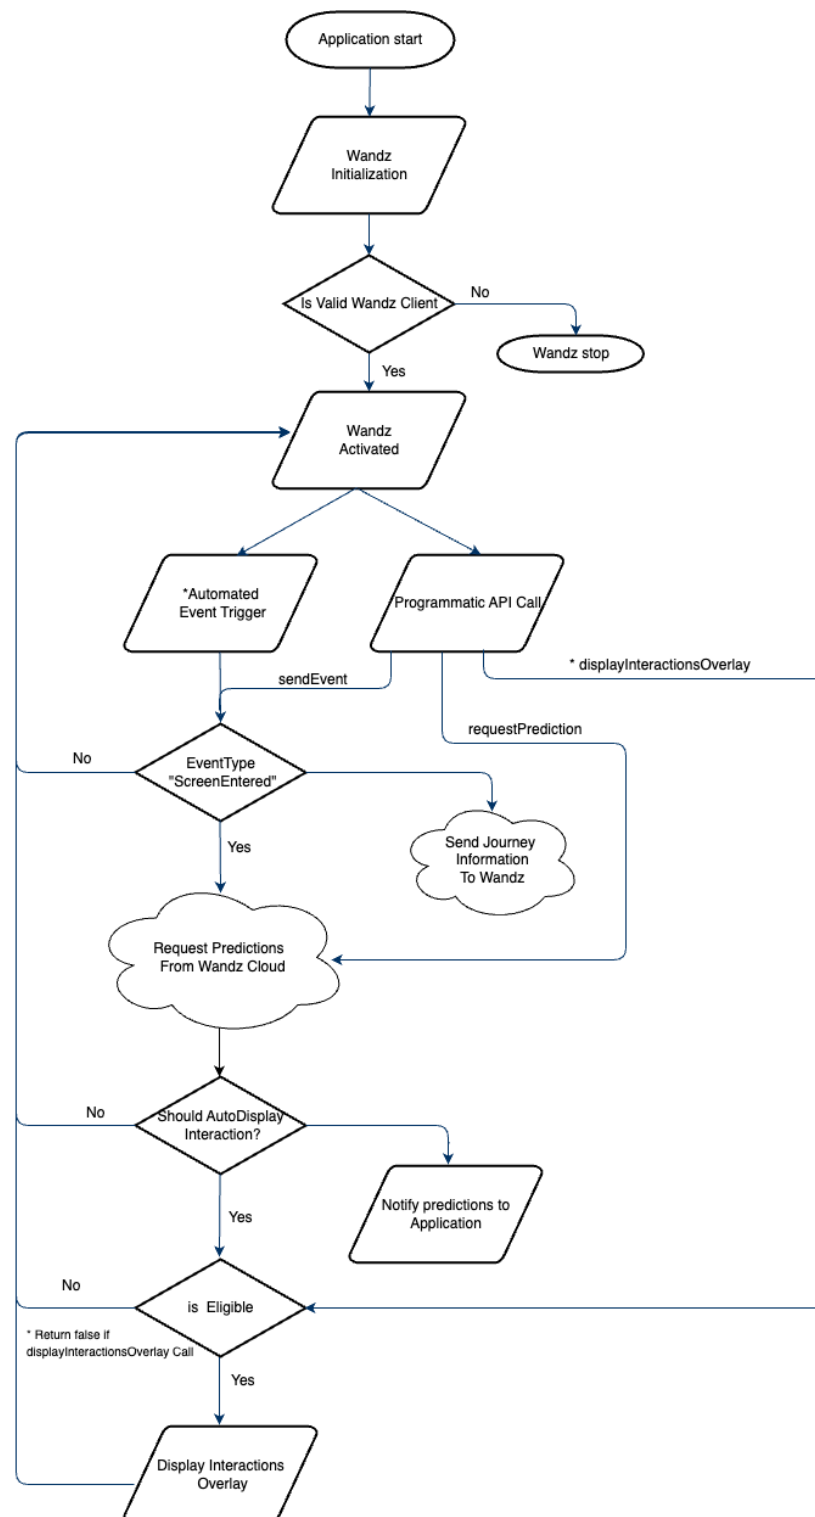 Application start
Wandz
Initialization
Is Valid Wandz Client
No
Wandz stop
Yes
Wandz
Activated
*Automated
Event Trigger
Programmatic API Call
* displayInteractionsOverlay
sendEvent
requestPrediction
No
EventType
"ScreenEntered"
Send Journey
Information
To Wandz
Yes
Request Predictions
From Wandz Cloud
No
Should AutoDisplay
Interaction?
Notify predictions to
Application
Yes
No
is Eligible
* Return false if
displayInteractionsOverlay Call
Yes
Display Interactions
Overlay